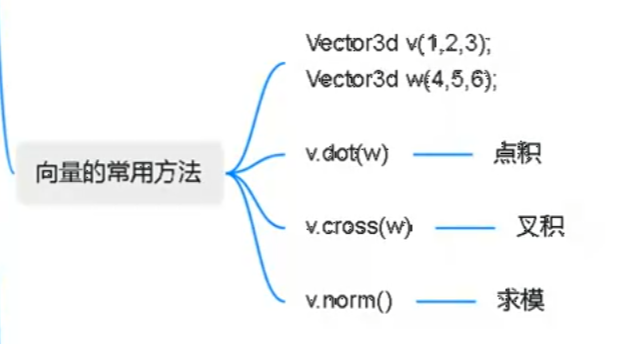 Vector3d v(1,2,3);
Vector3d w(4,5,6);
向量的常用方法
v.dot(w) 点积
v.cross(w) 叉积
v.norm() 求模